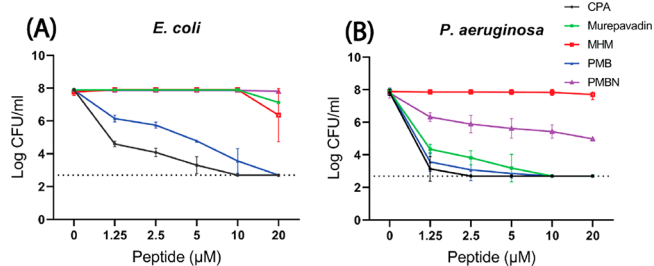 (A)
E. coli
Log CFU/ml
10
8
6
4
2
0
0 1.25 2.5 5 10 20
Peptide (µM)
(B)
P. aeruginosa
Log CFU/ml
10
8
6
4
2
0
0 1.25 2.5 5 10 20
Peptide (µM)
CPA
Murepavadin
MHM
PMB
PMBN